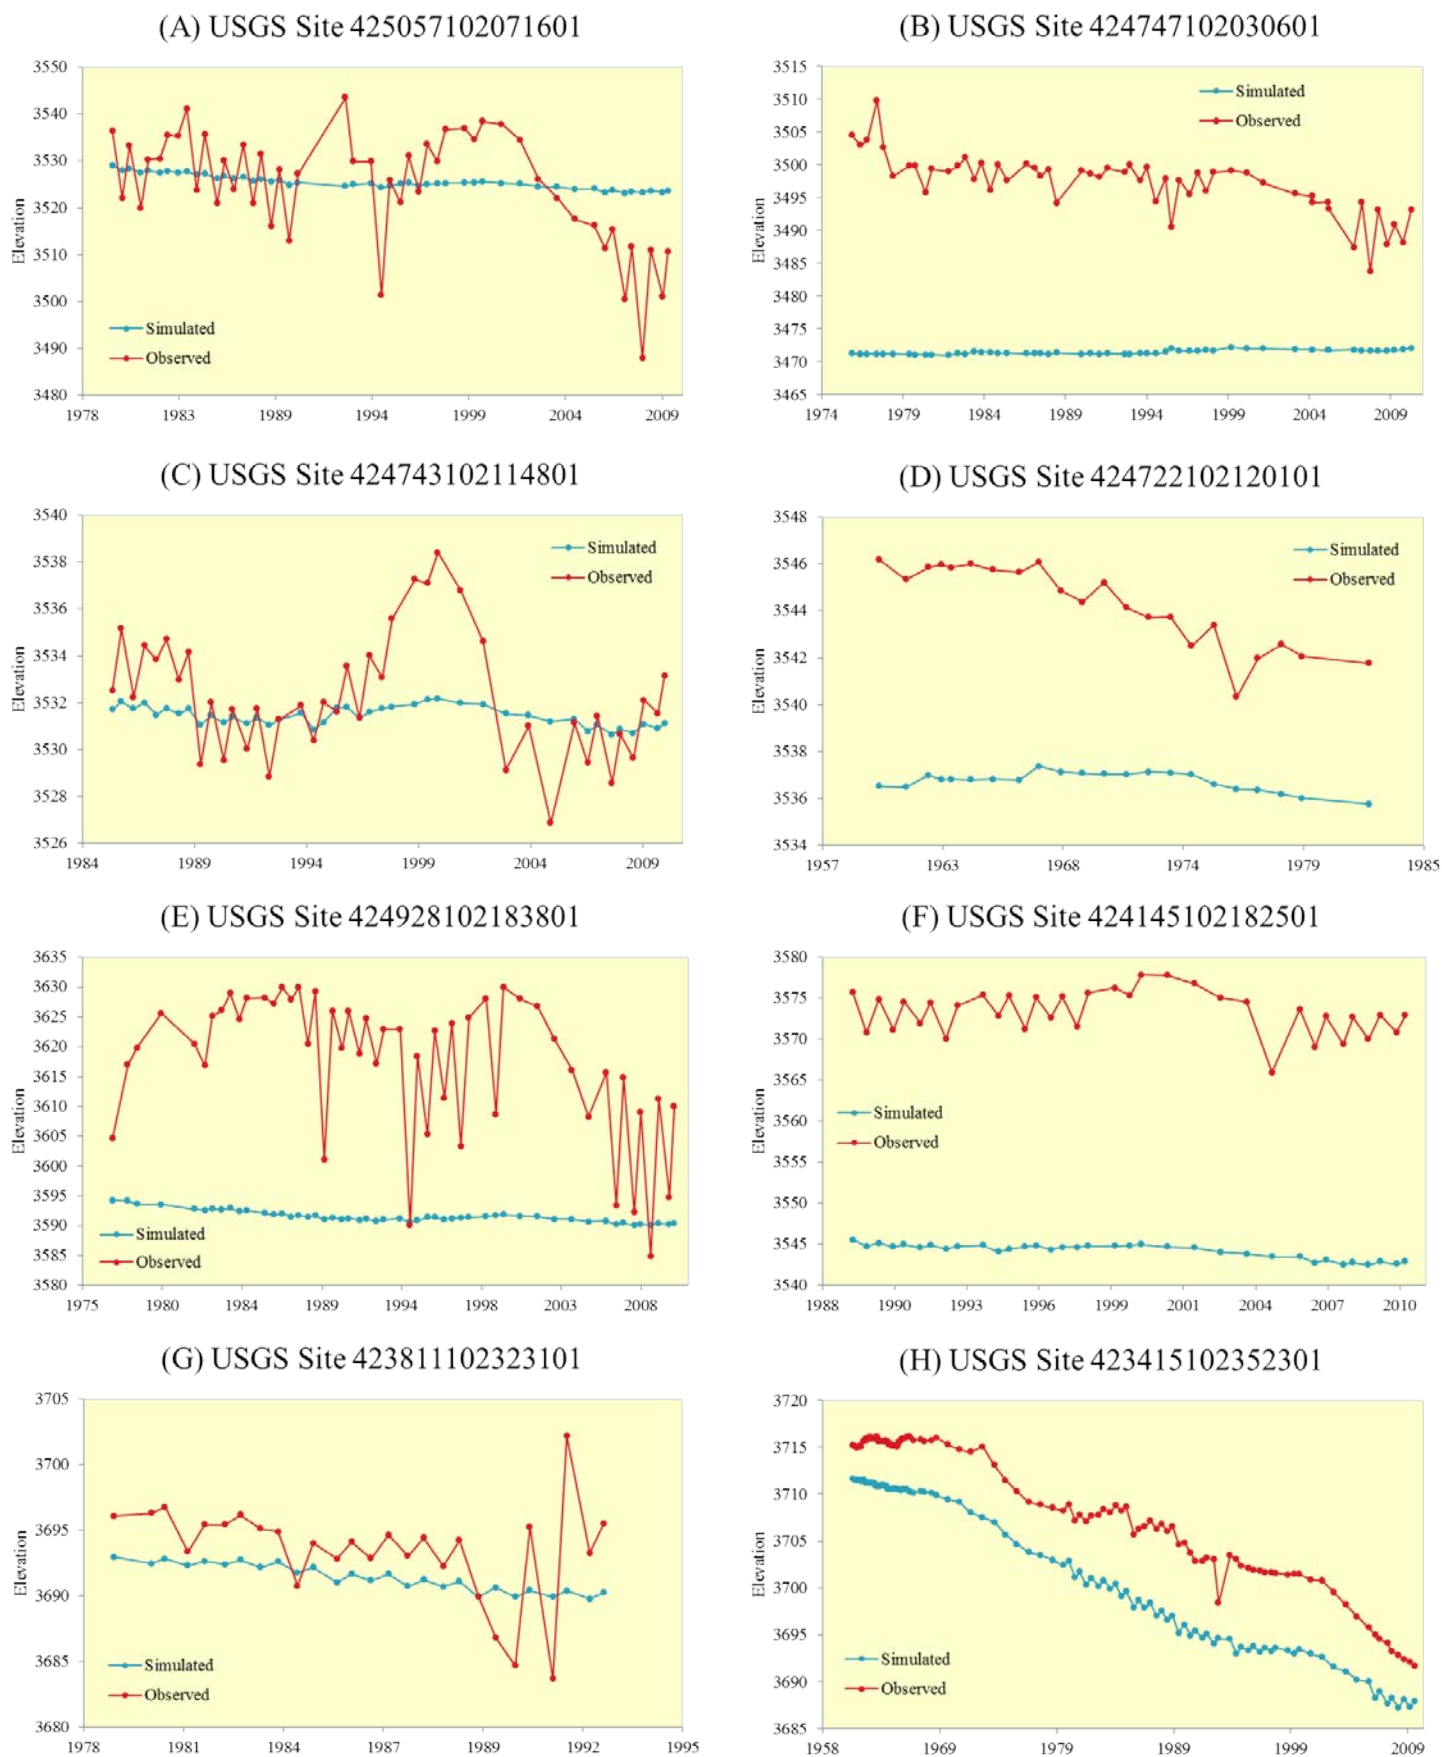 (A) USGS Site 425057102071601
3550
3540
3530
3520
3510
3500
3490
3480
Elevation
Simulated
Observed
1978 1983 1989 1994 1999 2004 2009
(B) USGS Site 424747102030601
3515
3510
3505
3500
3495
3490
3485
3480
3475
3470
3465
Elevation
Simulated
Observed
1974 1979 1984 1989 1994 1999 2004 2009
(C) USGS Site 424743102114801
3540
3538
3536
3534
3532
3530
3528
3526
Elevation
Simulated
Observed
1984 1989 1994 1999 2004 2009
(D) USGS Site 424722102120101
3548
3546
3544
3542
3540
3538
3536
3534
Elevation
Simulated
Observed
1957 1963 1968 1974 1979 1985
(E) USGS Site 424928102183801
3635
3630
3625
3620
3615
3610
3605
3600
3595
3590
3585
3580
Elevation
Simulated
Observed
1975 1980 1984 1989 1994 1998 2003 2008
(F) USGS Site 424145102182501
3580
3575
3570
3565
3560
3555
3550
3545
3540
Elevation
Simulated
Observed
1988 1990 1993 1996 1999 2001 2004 2007 2010
(G) USGS Site 423811102323101
3705
3700
3695
3690
3685
3680
Elevation
Simulated
Observed
1978 1981 1984 1987 1989 1992 1995
(H) USGS Site 423415102352301
3720
3715
3710
3705
3700
3695
3690
3685
Elevation
Simulated
Observed
1958 1969 1979 1989 1999 2009